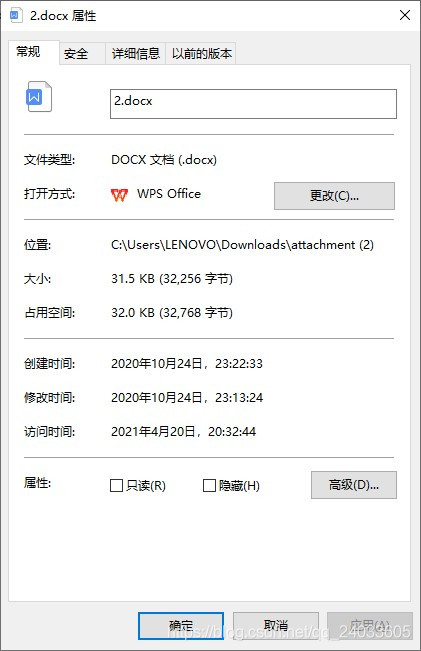 2.docx 属性
常规 安全 详细信息 以前的版本
2.docx
文件类型: DOCX 文档 (.docx)
打开方式: WPS Office 更改(C)...
位置: C:\Users\LENOVO\Downloads\attachment (2)
大小: 31.5 KB (32,256 字节)
占用空间: 32.0 KB (32,768 字节)
创建时间: 2020年10月24日，23:22:33
修改时间: 2020年10月24日，23:13:24
访问时间: 2021年4月20日，20:32:44
属性: 只读(R) 隐藏(H) 高级(D)...
确定 取消 应用(A)
https://blog.csdn.net/qq_24033605